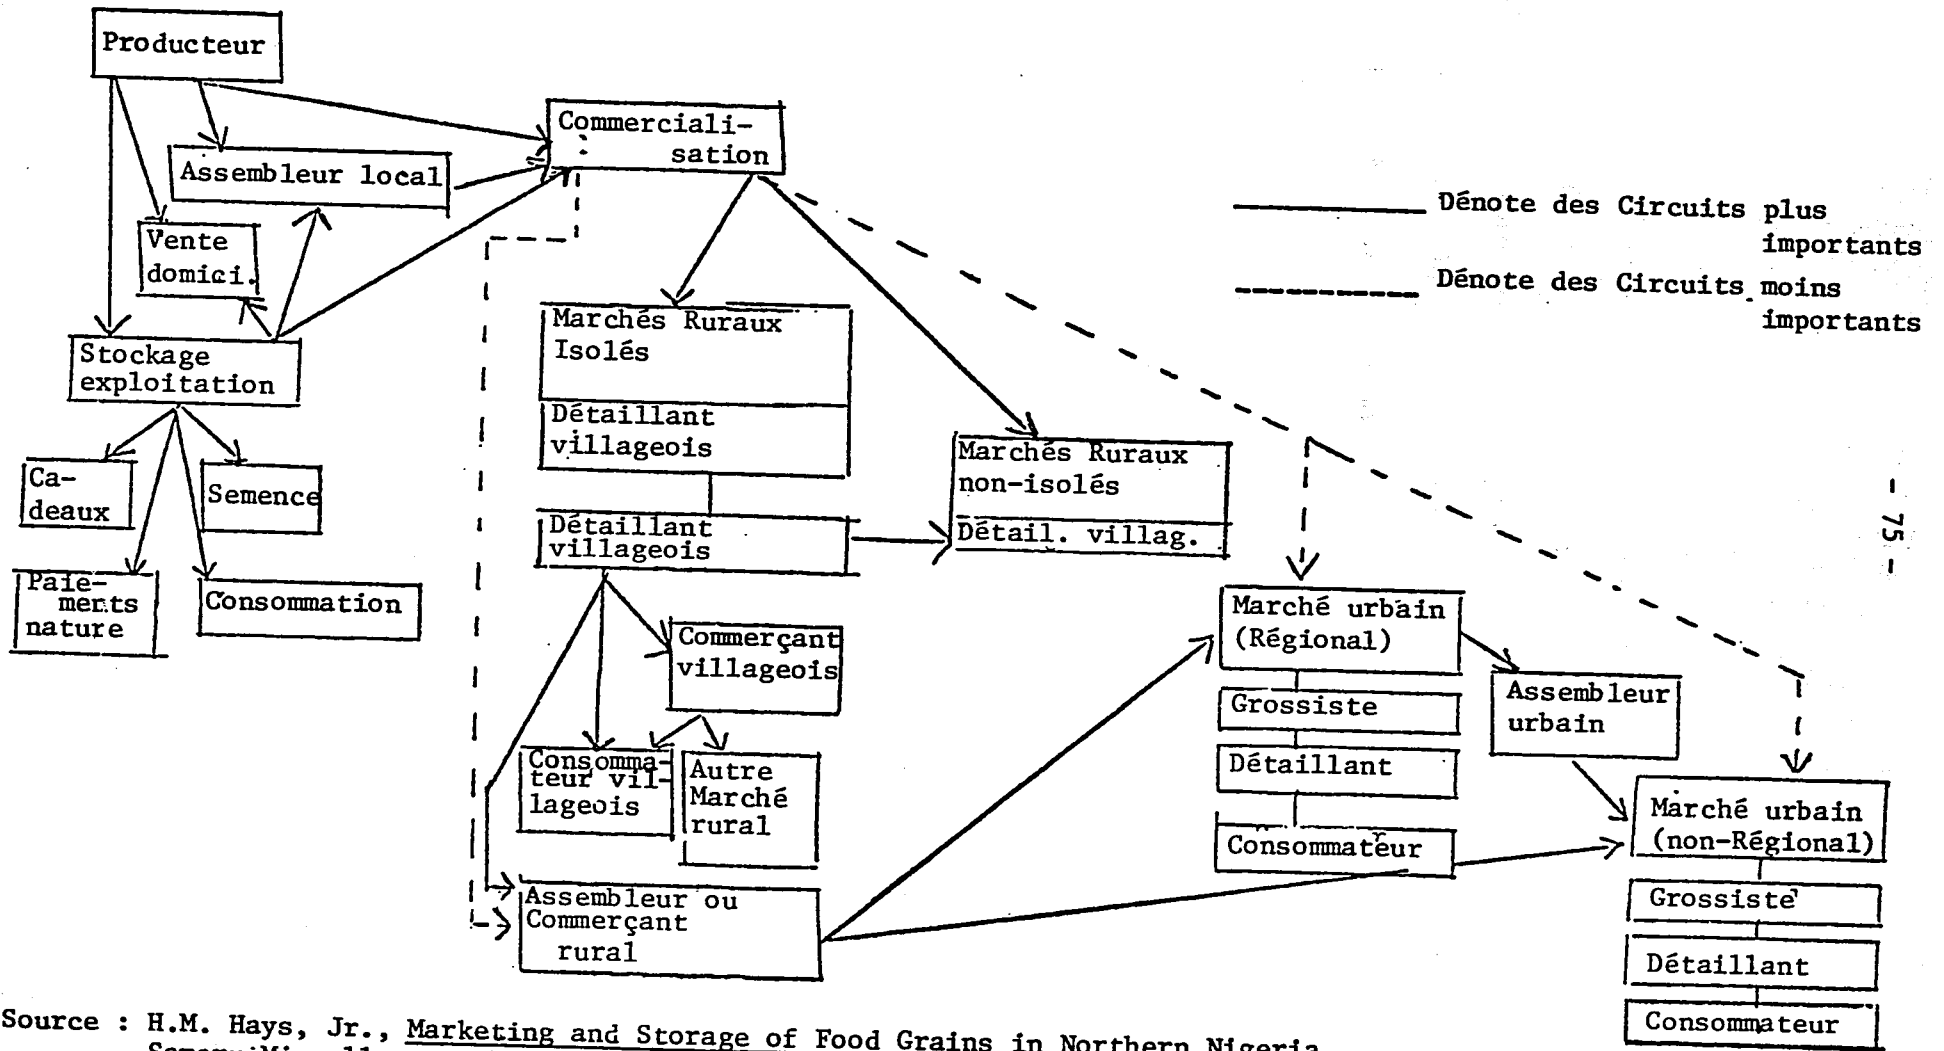 Producteur
Commerciali-
sation
Assembleur local
Vente
domici.
Stockage
exploitation
Ca-
deaux
Semence
Paie-
ments
nature
Consommation
Dénote des Circuits plus
importants
Dénote des Circuits moins
importants
Marchés Ruraux
Isolés
Détaillant
villageois
Détaillant
villageois
Marchés Ruraux
non-isolés
Détail. villag.
Commerçant
villageois
Consomma-
teur vil-
lageois
Autre
Marché
rural
Assembleur ou
Commerçant
rural
Marché urbain
(Régional)
Grossiste
Détaillant
Consommateur
Assembleur
urbain
Marché urbain
(non-Régional)
Grossiste
Détaillant
Consommateur
- 75 -
Source : H.M. Hays, Jr., Marketing and Storage of Food Grains in Northern Nigeria